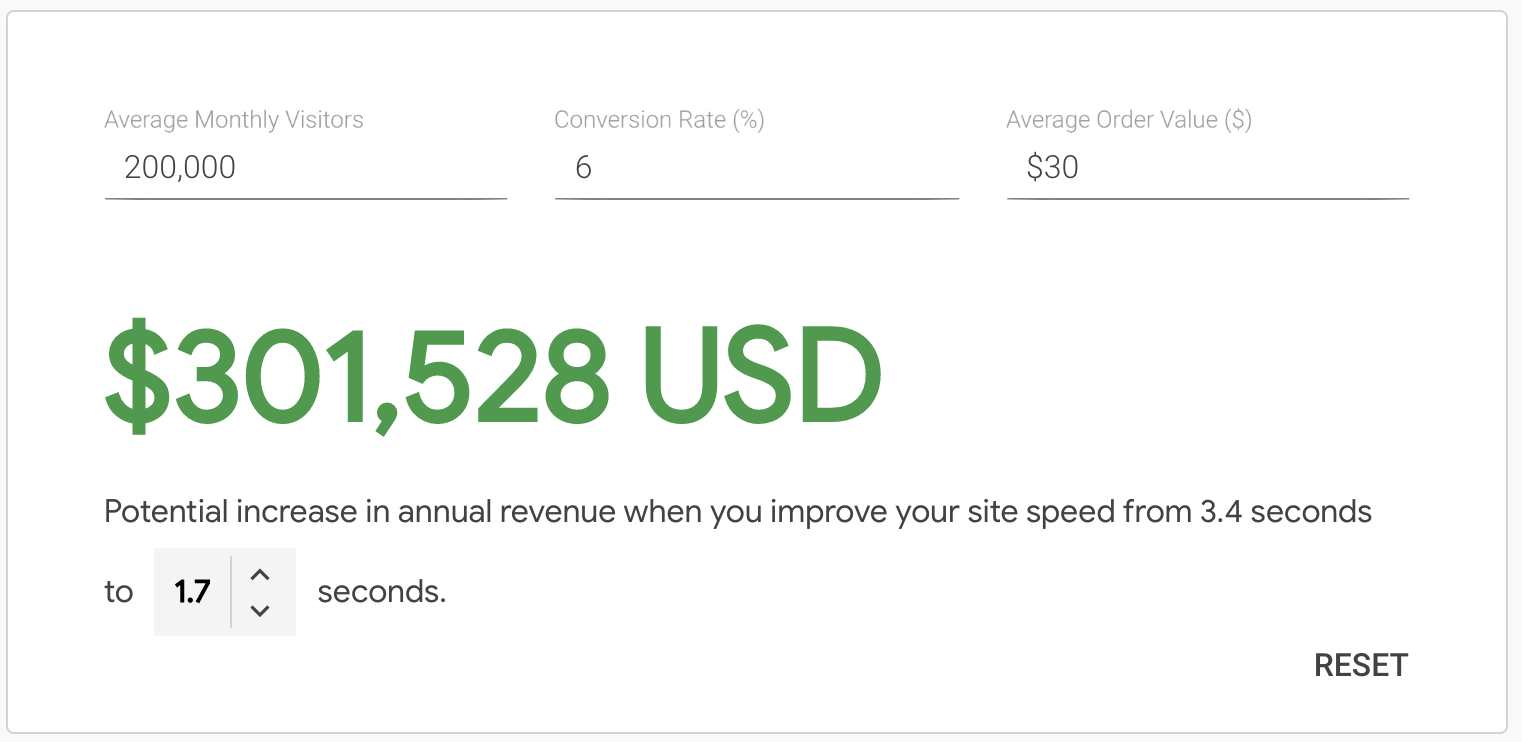 Average Monthly Visitors
Conversion Rate (%)
Average Order Value ($)
200,000
6
$30
$301,528 USD
Potential increase in annual revenue when you improve your site speed from 3.4 seconds
to 1.7 seconds.
RESET